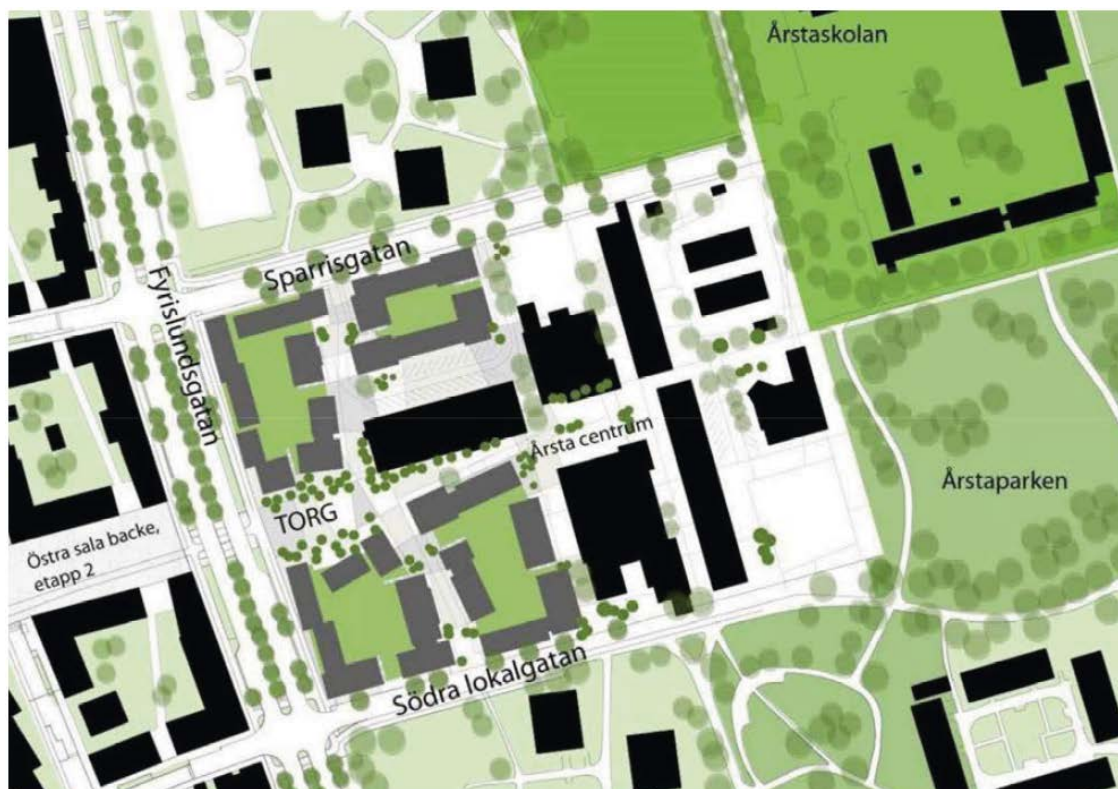 Årstaskolan
Sparrisgatan
Fyrislundsgatan
Årsta centrum
Årstaparken
TORG
Östra sala backe,
etapp 2
Södra lokalgatan